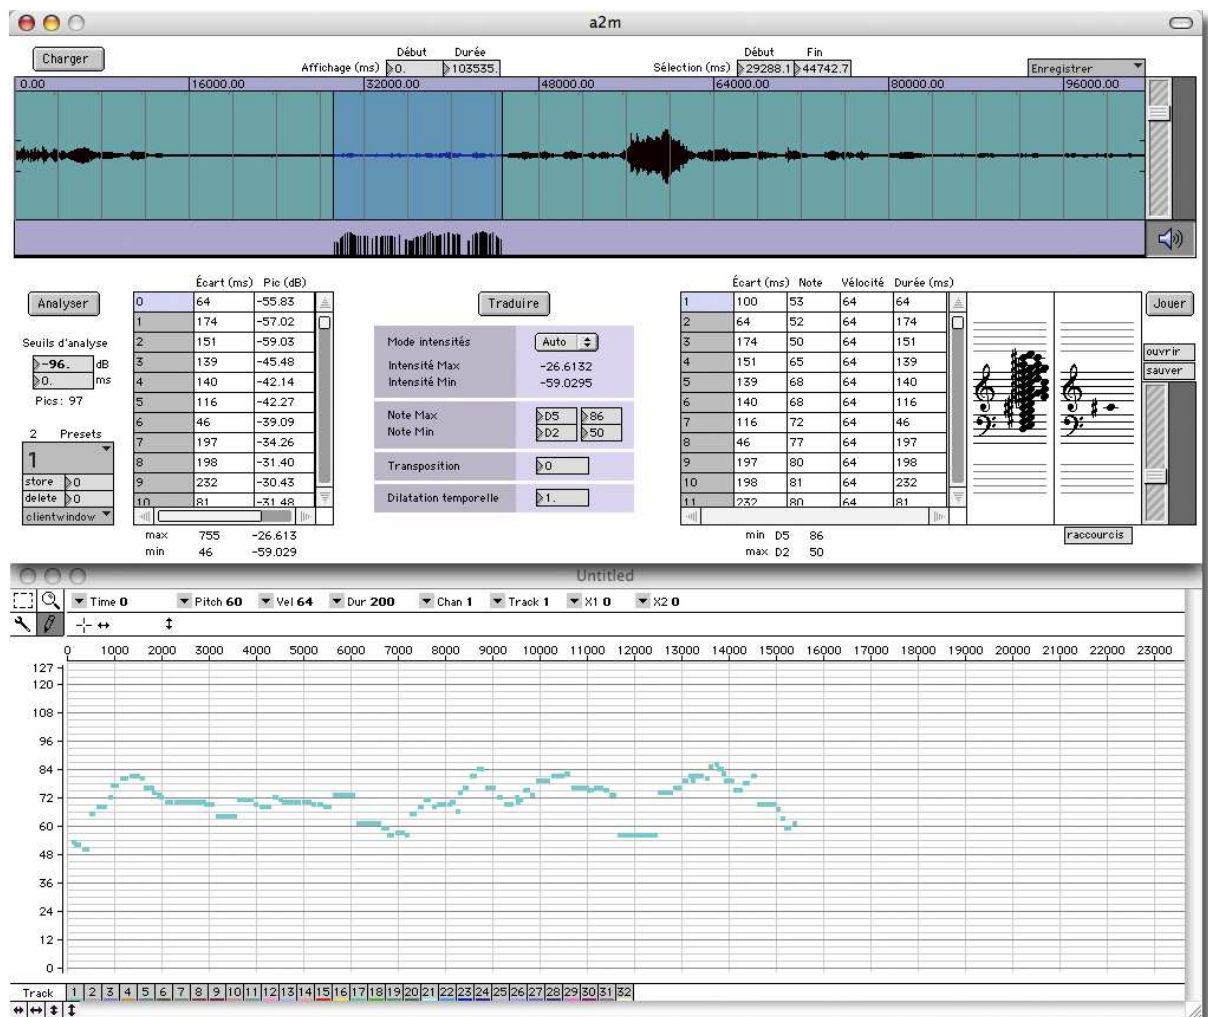 a2m
Charger
Début Durée
Affichage (ms) 0. 103535.
Début Fin
Sélection (ms) 29288.1 44742.7
Enregistrer
0.00 16000.00 32000.00 48000.00 64000.00 80000.00 96000.00
Analyser
Seuils d'analyse
-96. dB
0. ms
Pics: 97
2 Presets
1
store 0
delete 0
clientwindow
Écart (ms) Pic (dB)
0 64 -55.83
1 174 -57.02
2 151 -59.03
3 139 -45.48
4 140 -42.14
5 116 -42.27
6 46 -39.09
7 197 -34.26
8 198 -31.40
9 232 -30.43
10 81 -31.48
max 755 -26.613
min 46 -59.029
Traduire
Mode intensités Auto
Intensité Max -26.6132
Intensité Min -59.0295
Note Max D5 86
Note Min D2 50
Transposition 0
Dilatation temporelle 1.
Écart (ms) Note Vélocité Durée (ms)
1 100 53 64 64
2 64 52 64 174
3 174 50 64 151
4 151 65 64 139
5 139 68 64 140
6 140 68 64 116
7 116 72 64 46
8 46 77 64 197
9 197 80 64 198
10 198 81 64 232
11 232 80 64 81
min D5 86
max D2 50
Jouer
ouvrir
sauver
raccourcis
Untitled
Time 0 Pitch 60 Vel 64 Dur 200 Chan 1 Track 1 X1 0 X2 0
0 1000 2000 3000 4000 5000 6000 7000 8000 9000 10000 11000 12000 13000 14000 15000 16000 17000 18000 19000 20000 21000 22000 23000
127
120
108
96
84
72
60
48
36
24
12
0
Track 1 2 3 4 5 6 7 8 9 10 11 12 13 14 15 16 17 18 19 20 21 22 23 24 25 26 27 28 29 30 31 32